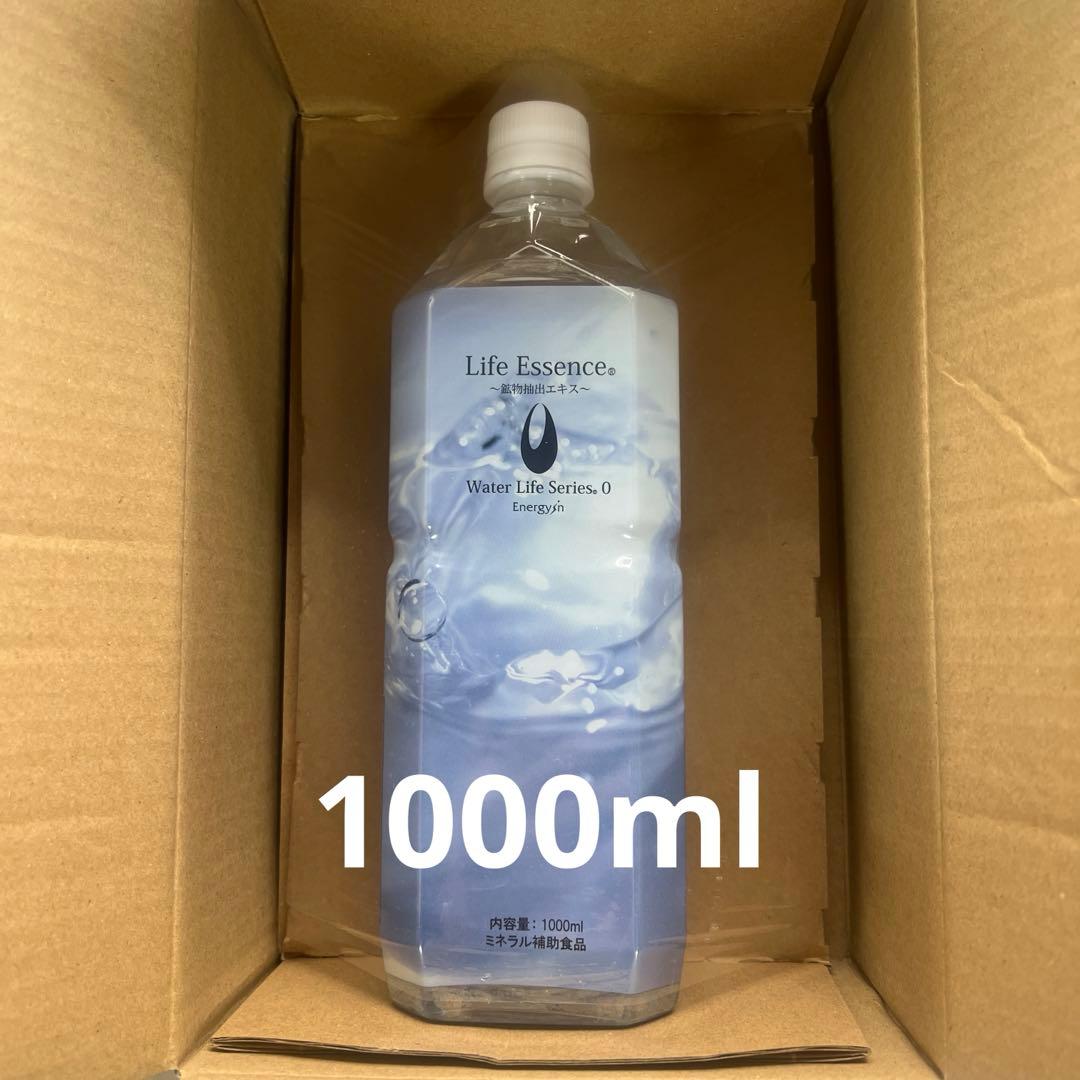 Life Essence®
～鉱物抽出エキス～
Water Life Series® 0
Energysin
1000ml
内容量：1000ml
ミネラル補助食品